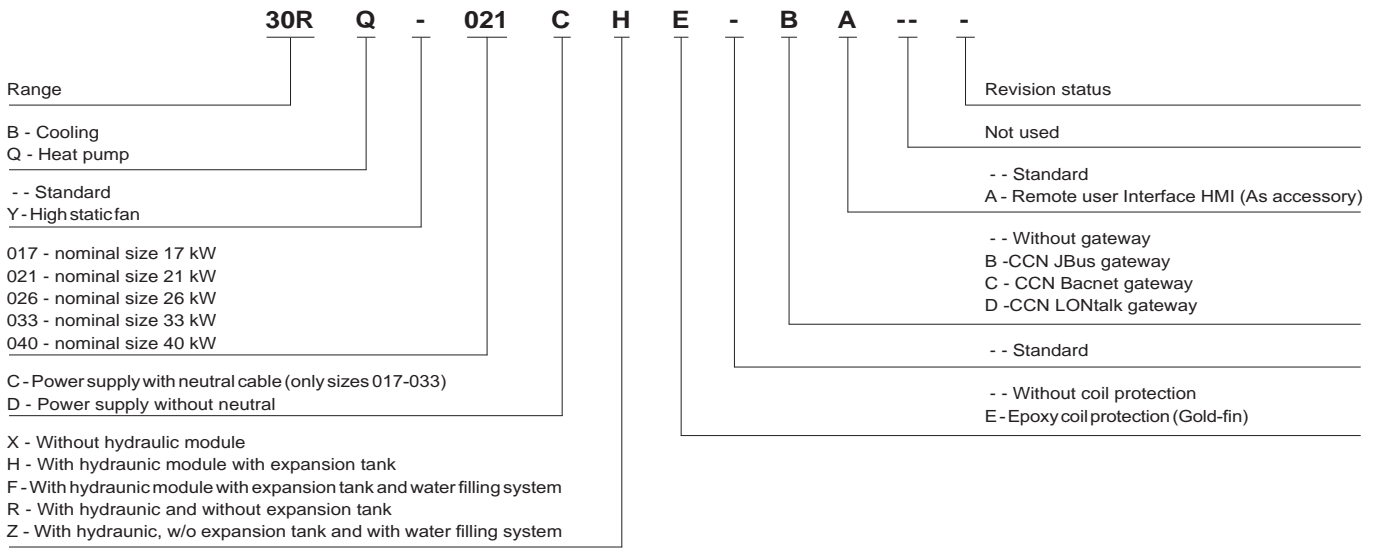 30R Q - 021 C H E - B A -- -
Range
B - Cooling
Q - Heat pump
- - Standard
Y - High static fan
017 - nominal size 17 kW
021 - nominal size 21 kW
026 - nominal size 26 kW
033 - nominal size 33 kW
040 - nominal size 40 kW
C - Power supply with neutral cable (only sizes 017-033)
D - Power supply without neutral
X - Without hydraulic module
H - With hydraunic module with expansion tank
F - With hydraunic module with expansion tank and water filling system
R - With hydraunic and without expansion tank
Z - With hydraunic, w/o expansion tank and with water filling system
Revision status
Not used
- - Standard
A - Remote user Interface HMI (As accessory)
- - Without gateway
B -CCN JBus gateway
C - CCN Bacnet gateway
D -CCN LONtalk gateway
- - Standard
- - Without coil protection
E - Epoxy coil protection (Gold-fin)